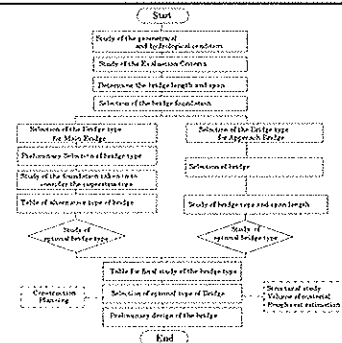 Start
Study of the geometrical
and hydrological condition
Study of the Evaluation Criteria
Determine the bridge length and span
Selection of the bridge foundation
Selection of the Bridge type
for Main Bridge
Selection of the Bridge type
for Approach Bridge
Preliminary Selection of bridge type
Selection of bridge
Study of the foundation taken into
consider the superstructure
Table of alternative type of bridge
Study of bridge type and span length
Study of
optimal bridge type
Study of
optimal bridge type
Table for final study of the bridge type
Construction
Planning
Selection of optimal type of Bridge
Structural study
Volume of material
Rough cost estimation
Preliminary design of the bridge
End